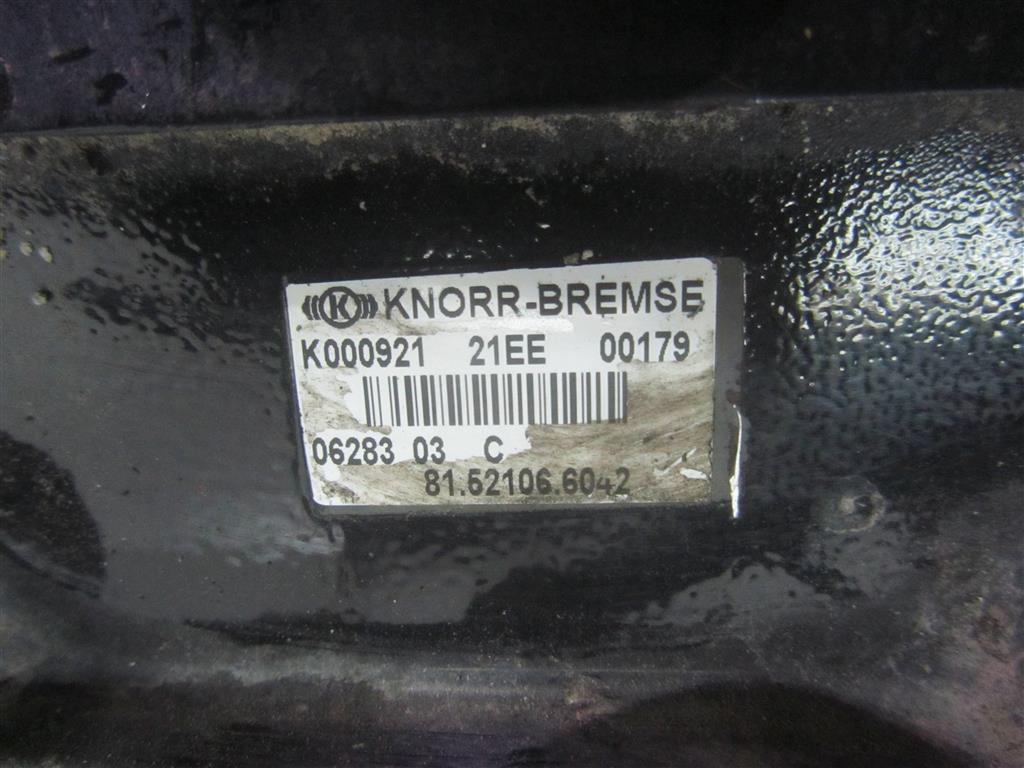 K KNORR-BREMSE
K000921 21EE 00179
06283 03 C
81.52106.6042